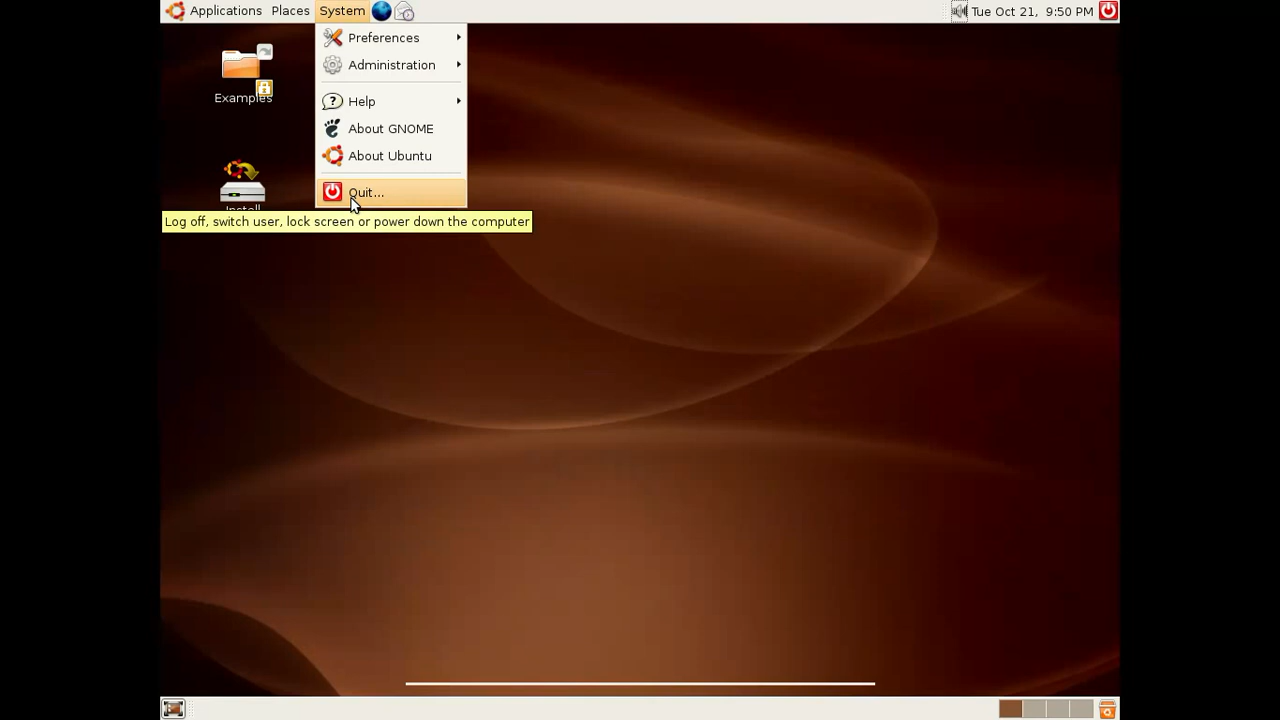 Applications Places System
Tue Oct 21, 9:50 PM
Preferences
Administration
Help
About GNOME
About Ubuntu
Quit...
Examples
Install
Log off, switch user, lock screen or power down the computer